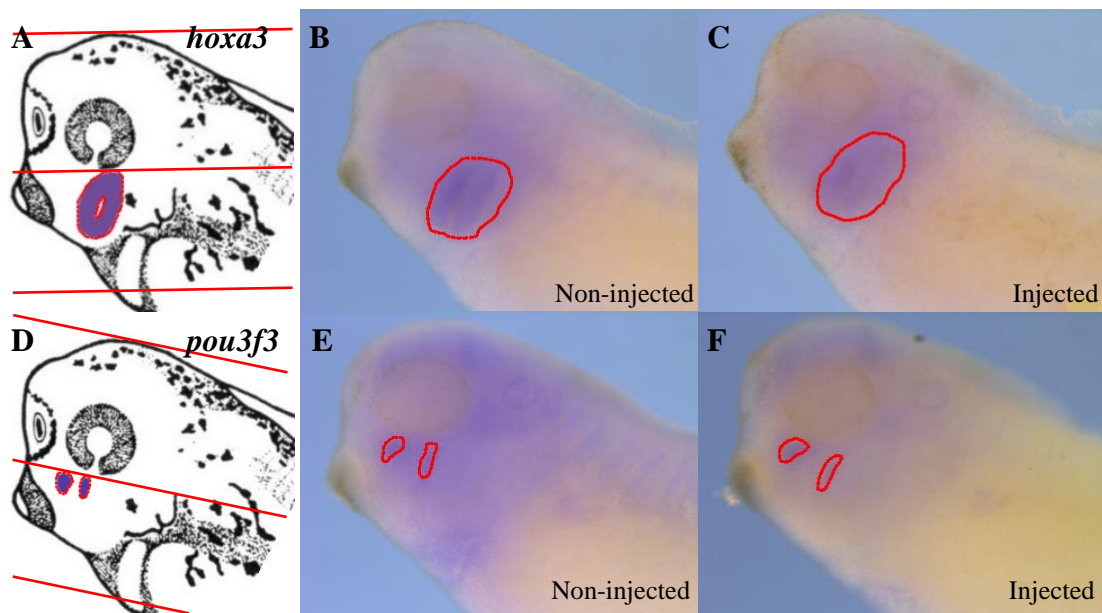 A hoxa3
B
Non-injected
C
Injected
D pou3f3
E
Non-injected
F
Injected